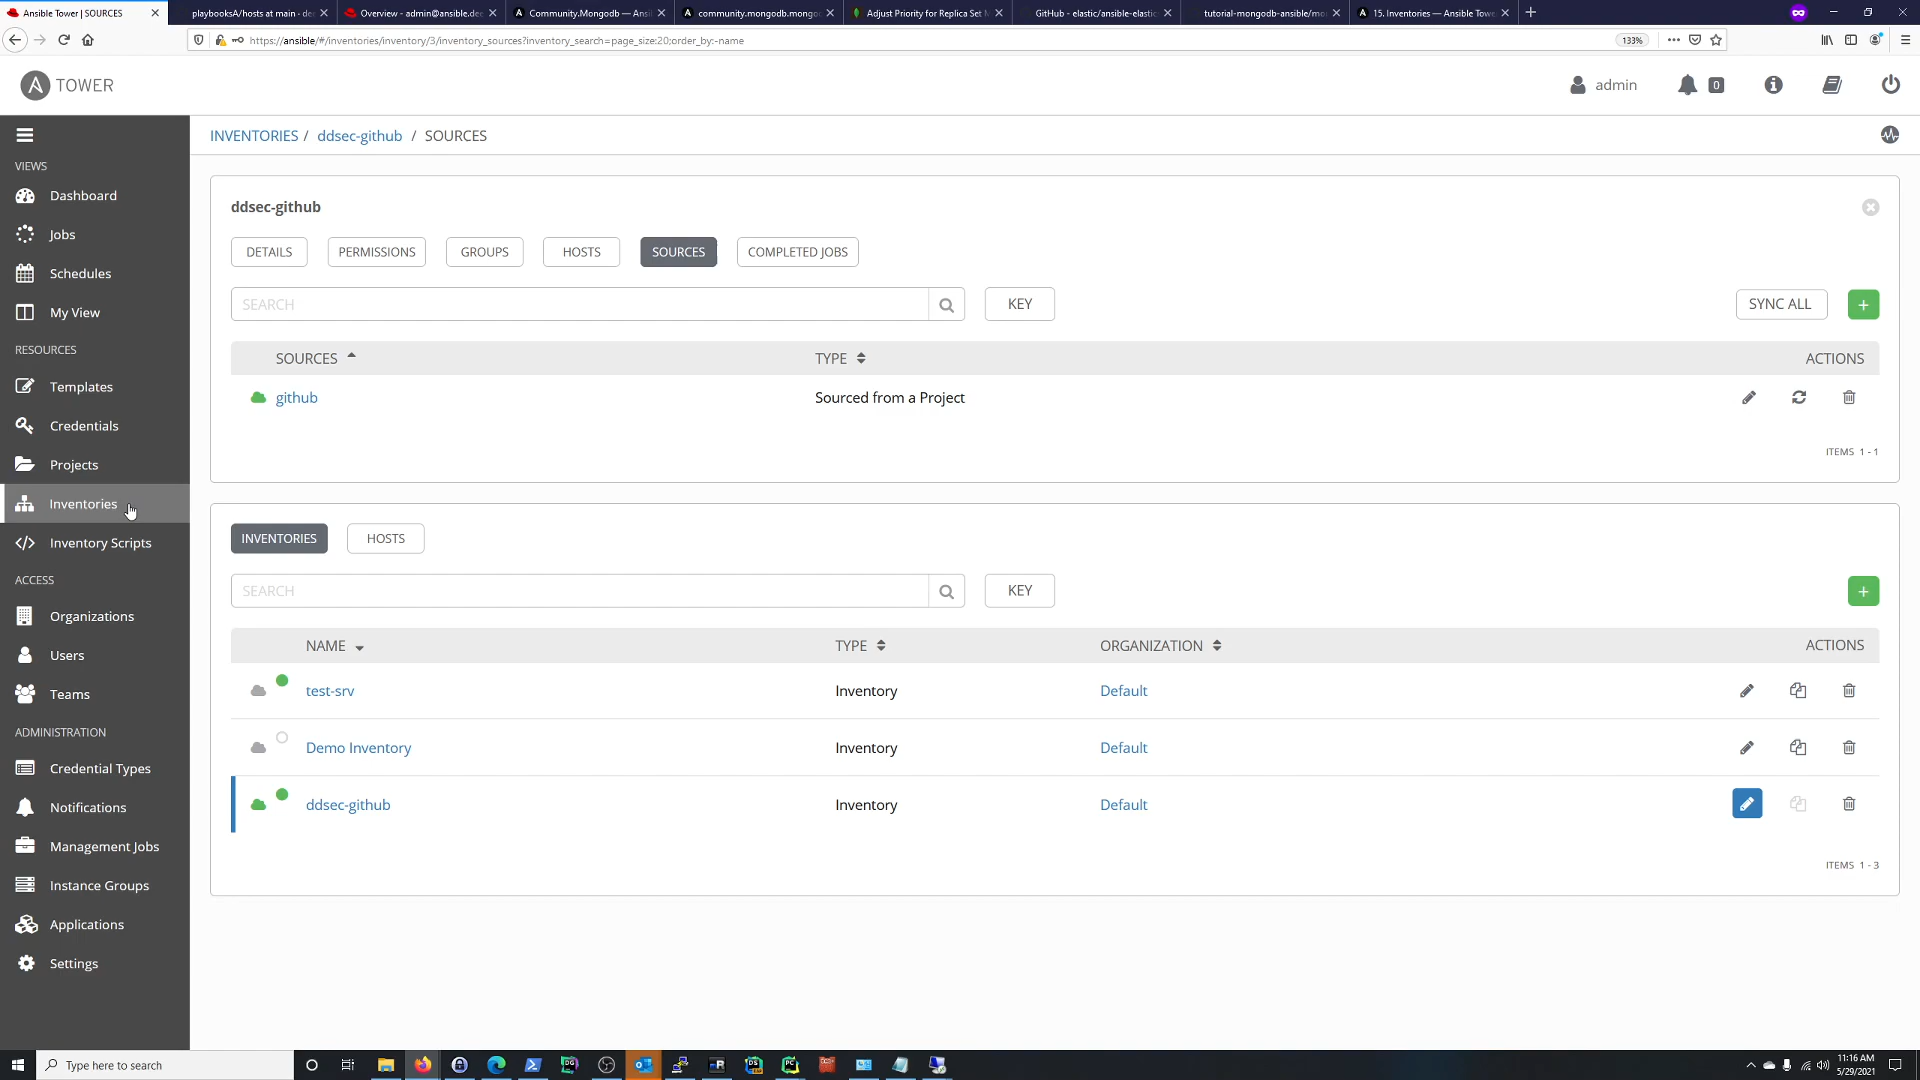 Ansible Tower | SOURCES
playbooksA/hosts at main · de
Overview - admin@ansible.dee
Community.Mongodb — Ansi
community.mongodb.mongo
Adjust Priority for Replica Set M
GitHub - elastic/ansible-elastic
tutorial-mongodb-ansible/mo
15. Inventories — Ansible Towe
https://ansible/#/inventories/inventory/3/inventory_sources?inventory_search=page_size:20;order_by:-name
133%
TOWER
admin
0
VIEWS
Dashboard
Jobs
Schedules
My View
RESOURCES
Templates
Credentials
Projects
Inventories
Inventory Scripts
ACCESS
Organizations
Users
Teams
ADMINISTRATION
Credential Types
Notifications
Management Jobs
Instance Groups
Applications
Settings
INVENTORIES / ddsec-github / SOURCES
ddsec-github
DETAILS PERMISSIONS GROUPS HOSTS SOURCES COMPLETED JOBS
SEARCH KEY SYNC ALL +
SOURCES TYPE ACTIONS
github Sourced from a Project
ITEMS 1 - 1
INVENTORIES HOSTS
SEARCH KEY +
NAME TYPE ORGANIZATION ACTIONS
test-srv Inventory Default
Demo Inventory Inventory Default
ddsec-github Inventory Default
ITEMS 1 - 3
Type here to search
11:16 AM
5/29/2021